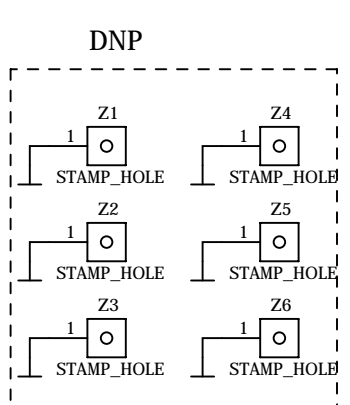 DNP
Z1 Z4
1 1
STAMP_HOLE STAMP_HOLE
Z2 Z5
1 1
STAMP_HOLE STAMP_HOLE
Z3 Z6
1 1
STAMP_HOLE STAMP_HOLE